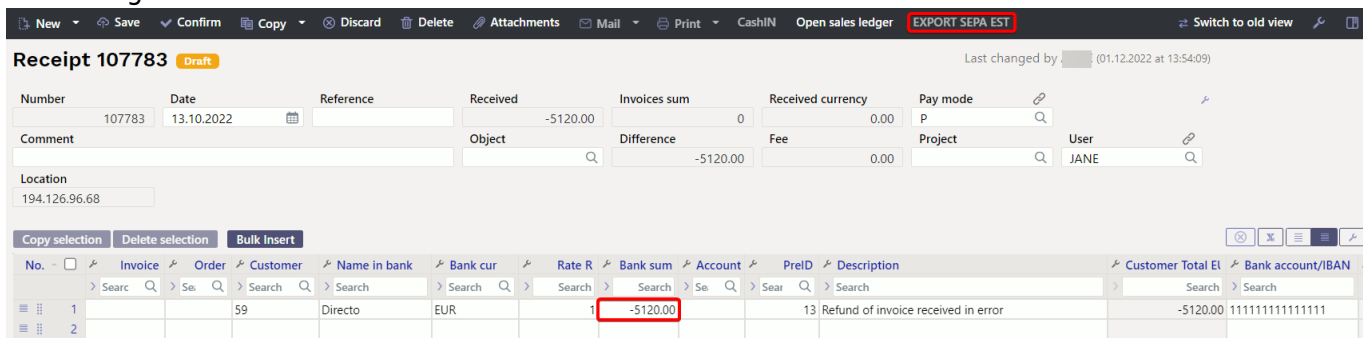 New Save Confirm Copy Discard Delete Attachments Mail Print CashIN Open sales ledger EXPORT SEPA EST Switch to old view
Receipt 107783 Draft Last changed by (01.12.2022 at 13:54:09)
Number Date Reference Received Invoices sum Received currency Pay mode
107783 13.10.2022 -5120.00 0 0.00 P
Comment Object Difference Fee Project User
-5120.00 0.00 JANE
Location
194.126.96.68
Copy selection Delete selection Bulk Insert
No. Invoice Order Customer Name in bank Bank cur Rate R Bank sum Account PreID Description Customer Total Bank account/IBAN
> Searc > Se > Search > Search > Search > Search > Search > Se > Sear > Search > Search > Search
1 59 Directo EUR 1 -5120.00 13 Refund of invoice received in error -5120.00 111111111111111
2